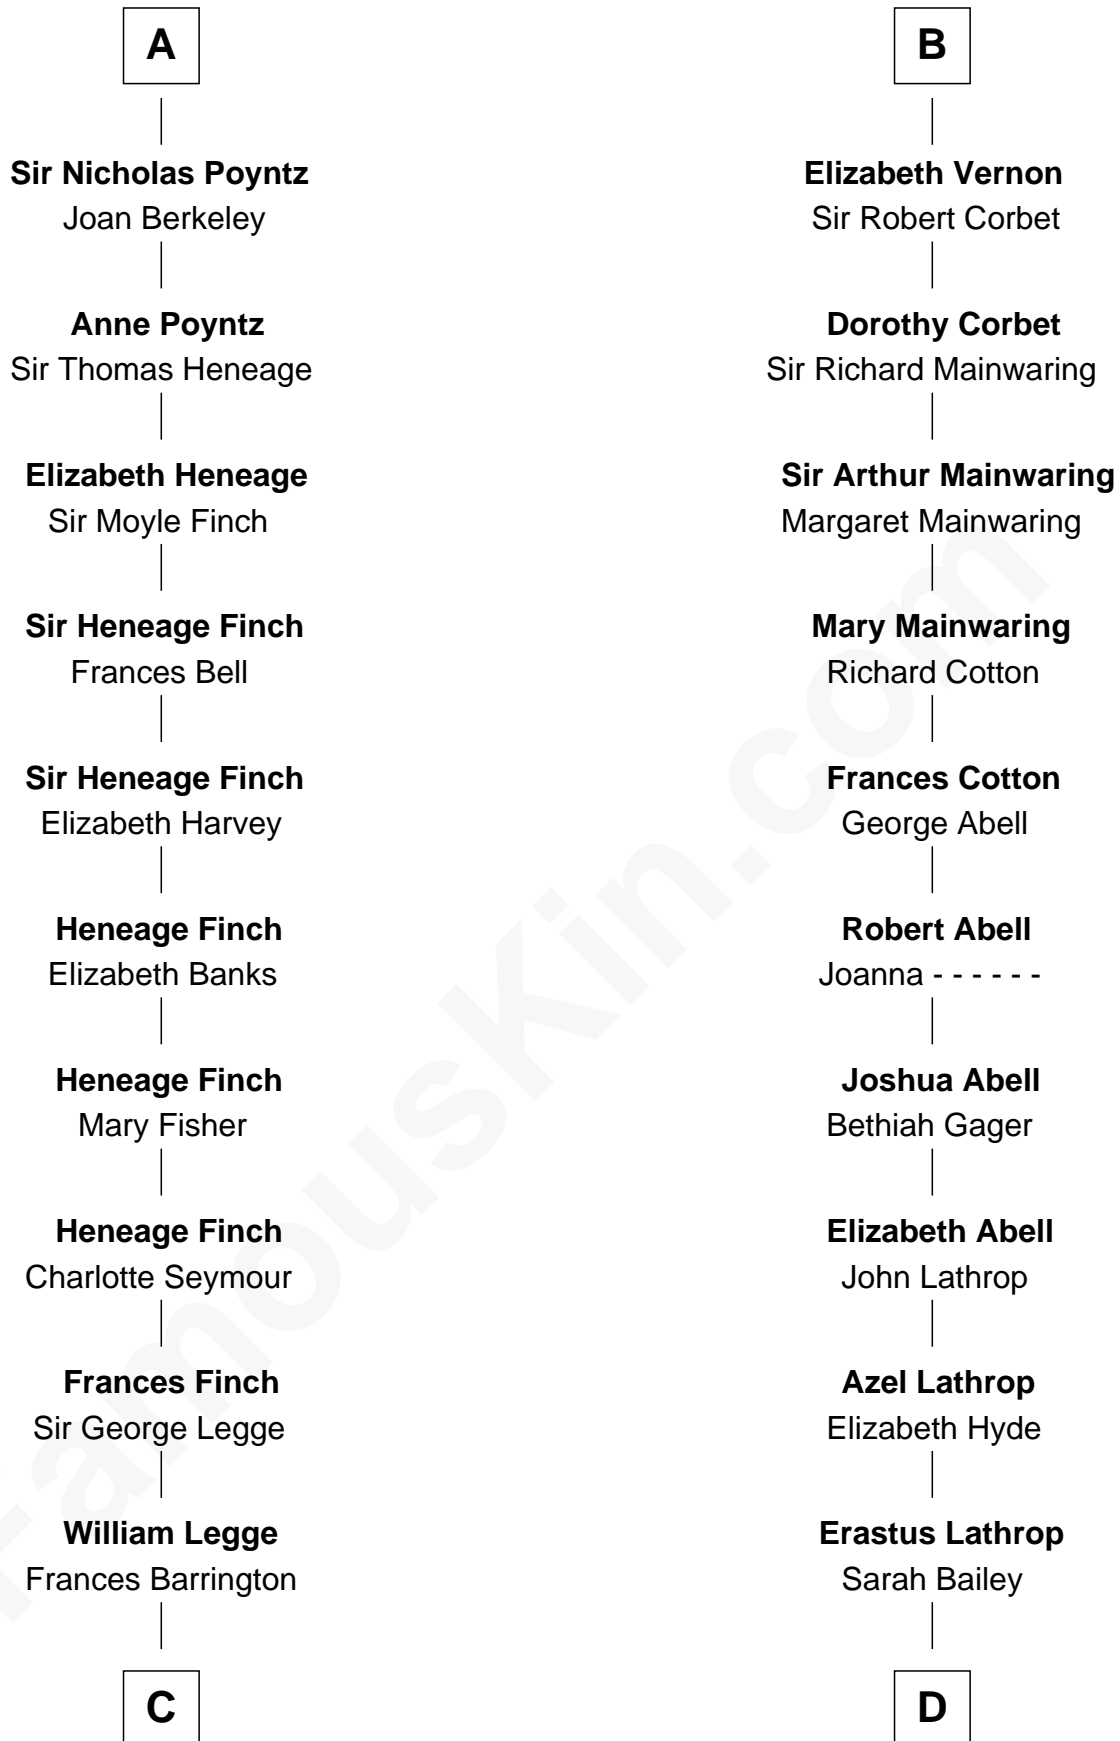 A
Sir Nicholas Poyntz
Joan Berkeley
Anne Poyntz
Sir Thomas Heneage
Elizabeth Heneage
Sir Moyle Finch
Sir Heneage Finch
Frances Bell
Sir Heneage Finch
Elizabeth Harvey
Heneage Finch
Elizabeth Banks
Heneage Finch
Mary Fisher
Heneage Finch
Charlotte Seymour
Frances Finch
Sir George Legge
William Legge
Frances Barrington
C
B
Elizabeth Vernon
Sir Robert Corbet
Dorothy Corbet
Sir Richard Mainwaring
Sir Arthur Mainwaring
Margaret Mainwaring
Mary Mainwaring
Richard Cotton
Frances Cotton
George Abell
Robert Abell
Joanna - - - - - -
Joshua Abell
Bethiah Gager
Elizabeth Abell
John Lathrop
Azel Lathrop
Elizabeth Hyde
Erastus Lathrop
Sarah Bailey
D
FamousKin.com